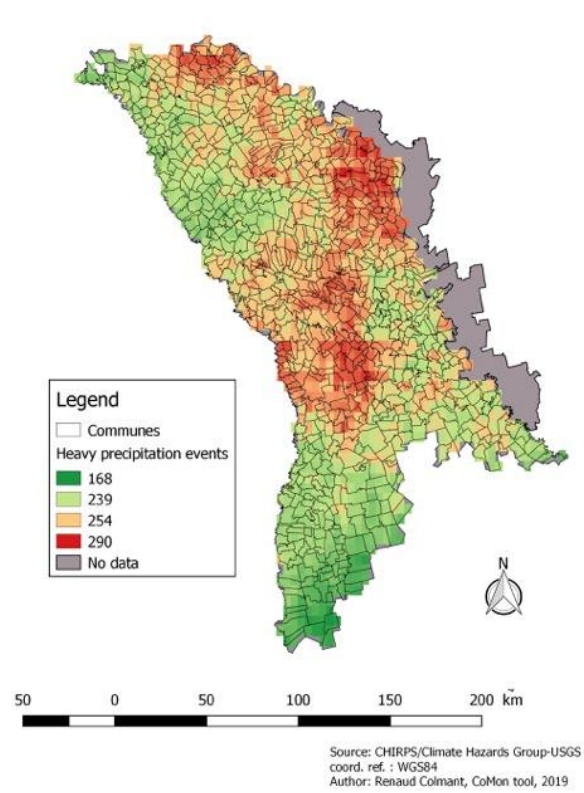 Legend
Communes
Heavy precipitation events
168
239
254
290
No data
N
50 0 50 100 150 200 km
Source: CHIRPS/Climate Hazards Group-USGS
coord. ref. : WGS84
Author: Renaud Colmant, CoMon tool, 2019